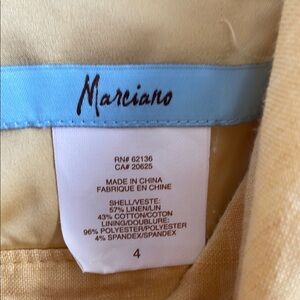 Marciano
RN# 62136
CA# 20625
MADE IN CHINA
FABRIQUE EN CHINE
SHELL/VESTE:
57% LINEN/LIN
43% COTTON/COTON
LINING/DOUBLURE:
96% POLYESTER/POLYESTER
4% SPANDEX/SPANDEX
4